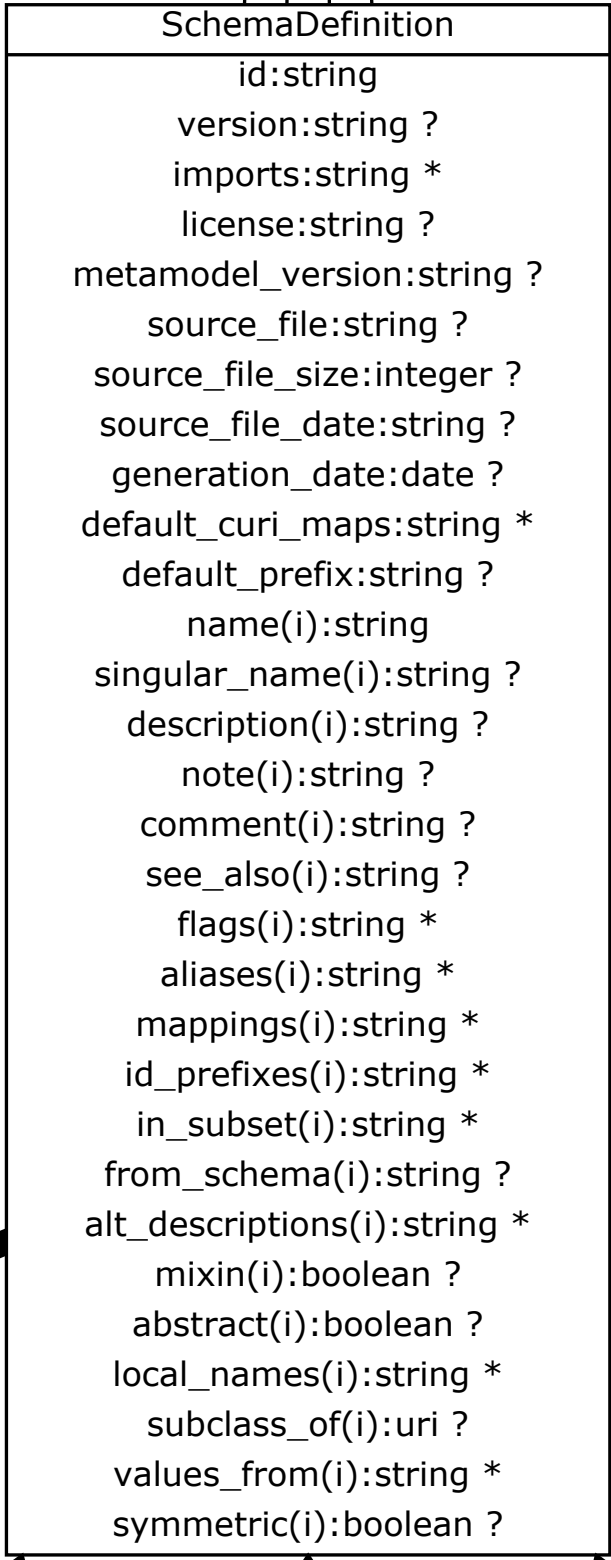 SchemaDefinition
id:string
version:string ?
imports:string *
license:string ?
metamodel_version:string ?
source_file:string ?
source_file_size:integer ?
source_file_date:string ?
generation_date:date ?
default_curi_maps:string *
default_prefix:string ?
name(i):string
singular_name(i):string ?
description(i):string ?
note(i):string ?
comment(i):string ?
see_also(i):string ?
flags(i):string *
aliases(i):string *
mappings(i):string *
id_prefixes(i):string *
in_subset(i):string *
from_schema(i):string ?
alt_descriptions(i):string *
mixin(i):boolean ?
abstract(i):boolean ?
local_names(i):string *
subclass_of(i):uri ?
values_from(i):string *
symmetric(i):boolean ?